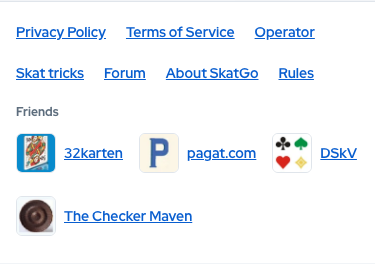 Privacy Policy Terms of Service Operator
Skat tricks Forum About SkatGo Rules
Friends
32karten P pagat.com DSkV
The Checker Maven